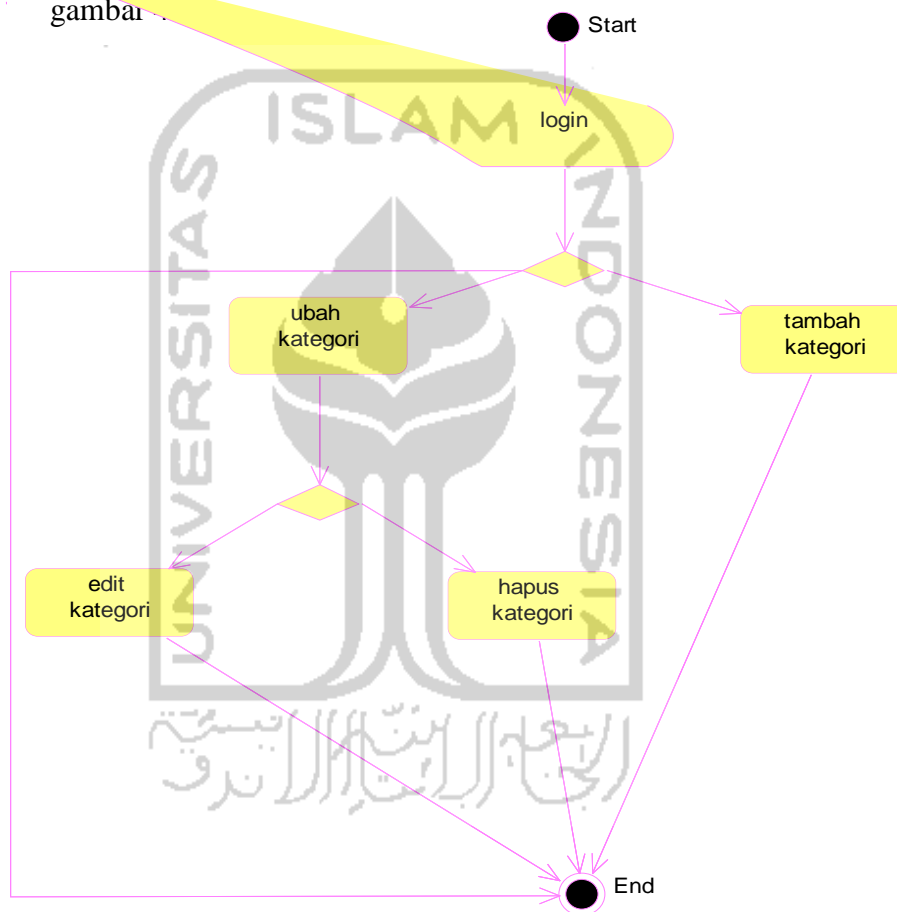 gambar
Start
login
ubah
kategori
tambah
kategori
edit
kategori
hapus
kategori
End
ISLAM
UNIVERSITAS
INDONESIA